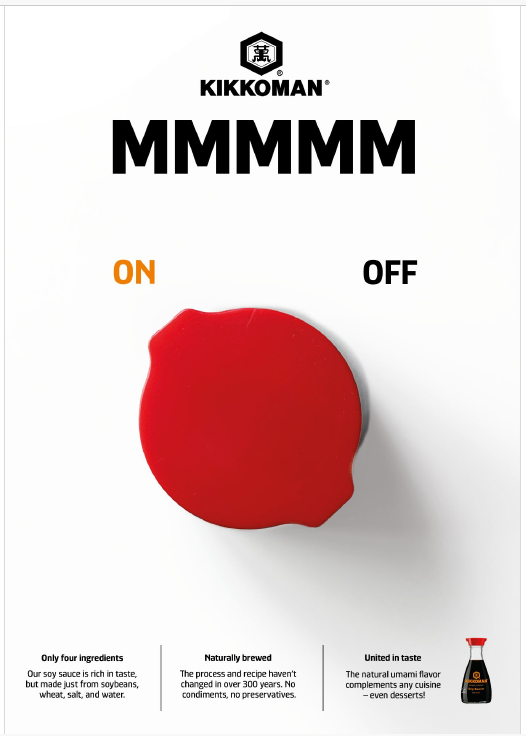 萬
®
KIKKOMAN®
MMMMM
ON OFF
Only four ingredients
Our soy sauce is rich in taste,
but made just from soybeans,
wheat, salt, and water.
Naturally brewed
The process and recipe haven't
changed in over 300 years. No
condiments, no preservatives.
United in taste
The natural umami flavor
complements any cuisine
– even desserts!
KIKKOMAN